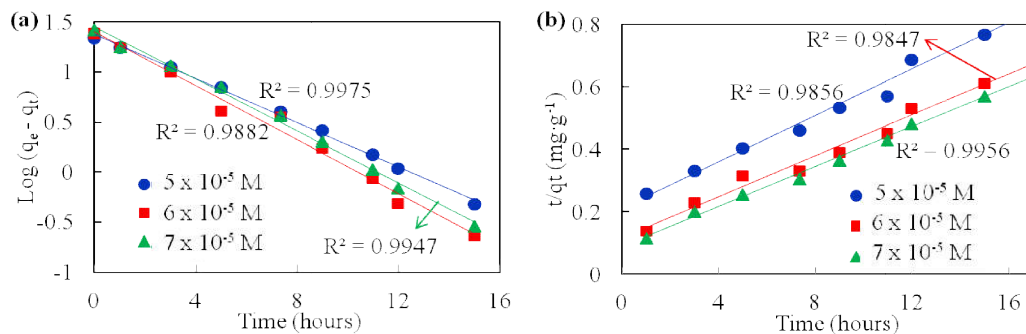 (a)
1.5
1
0.5
0
-0.5
-1
Log (qe - qt)
R² = 0.9975
R² = 0.9882
5 x 10-5 M
6 x 10-5 M
7 x 10-5 M
R² = 0.9947
0 4 8 12 16
Time (hours)
(b)
0.8
0.6
0.4
0.2
0
t/qt (mg·g-1)
R² = 0.9847
R² = 0.9856
R² = 0.9956
5 x 10-5 M
6 x 10-5 M
7 x 10-5 M
0 4 8 12 16
Time (hours)